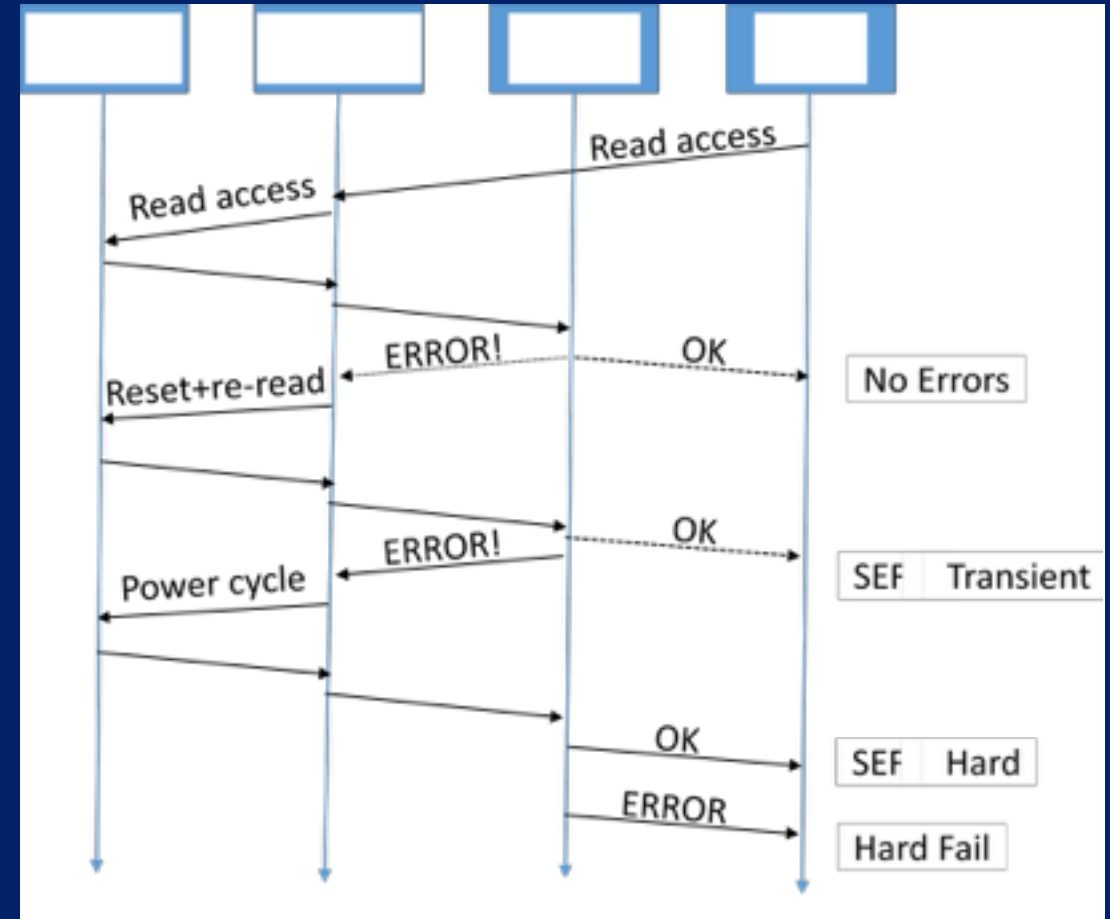 Read access
Read access
ERROR!
OK
No Errors
Reset+re-read
OK
ERROR!
SEF Transient
Power cycle
OK
SEF Hard
ERROR
Hard Fail